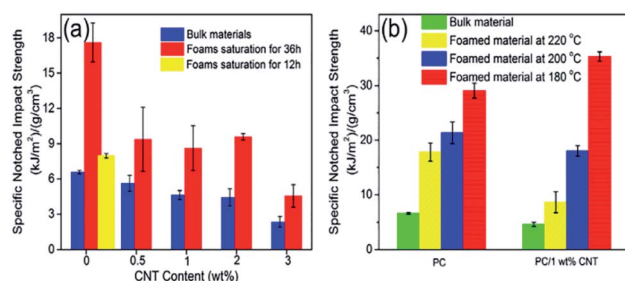 (a)
Bulk materials
Foams saturation for 36h
Foams saturation for 12h
Specific Notched Impact Strength
(kJ/m²)/(g/cm³)
18
15
12
9
6
3
0
0 0.5 1 2 3
CNT Content (wt%)
(b)
Bulk material
Foamed material at 220 °C
Foamed material at 200 °C
Foamed material at 180 °C
Specific Notched Impact Strength
(kJ/m²)/(g/cm³)
40
30
20
10
0
PC PC/1 wt% CNT